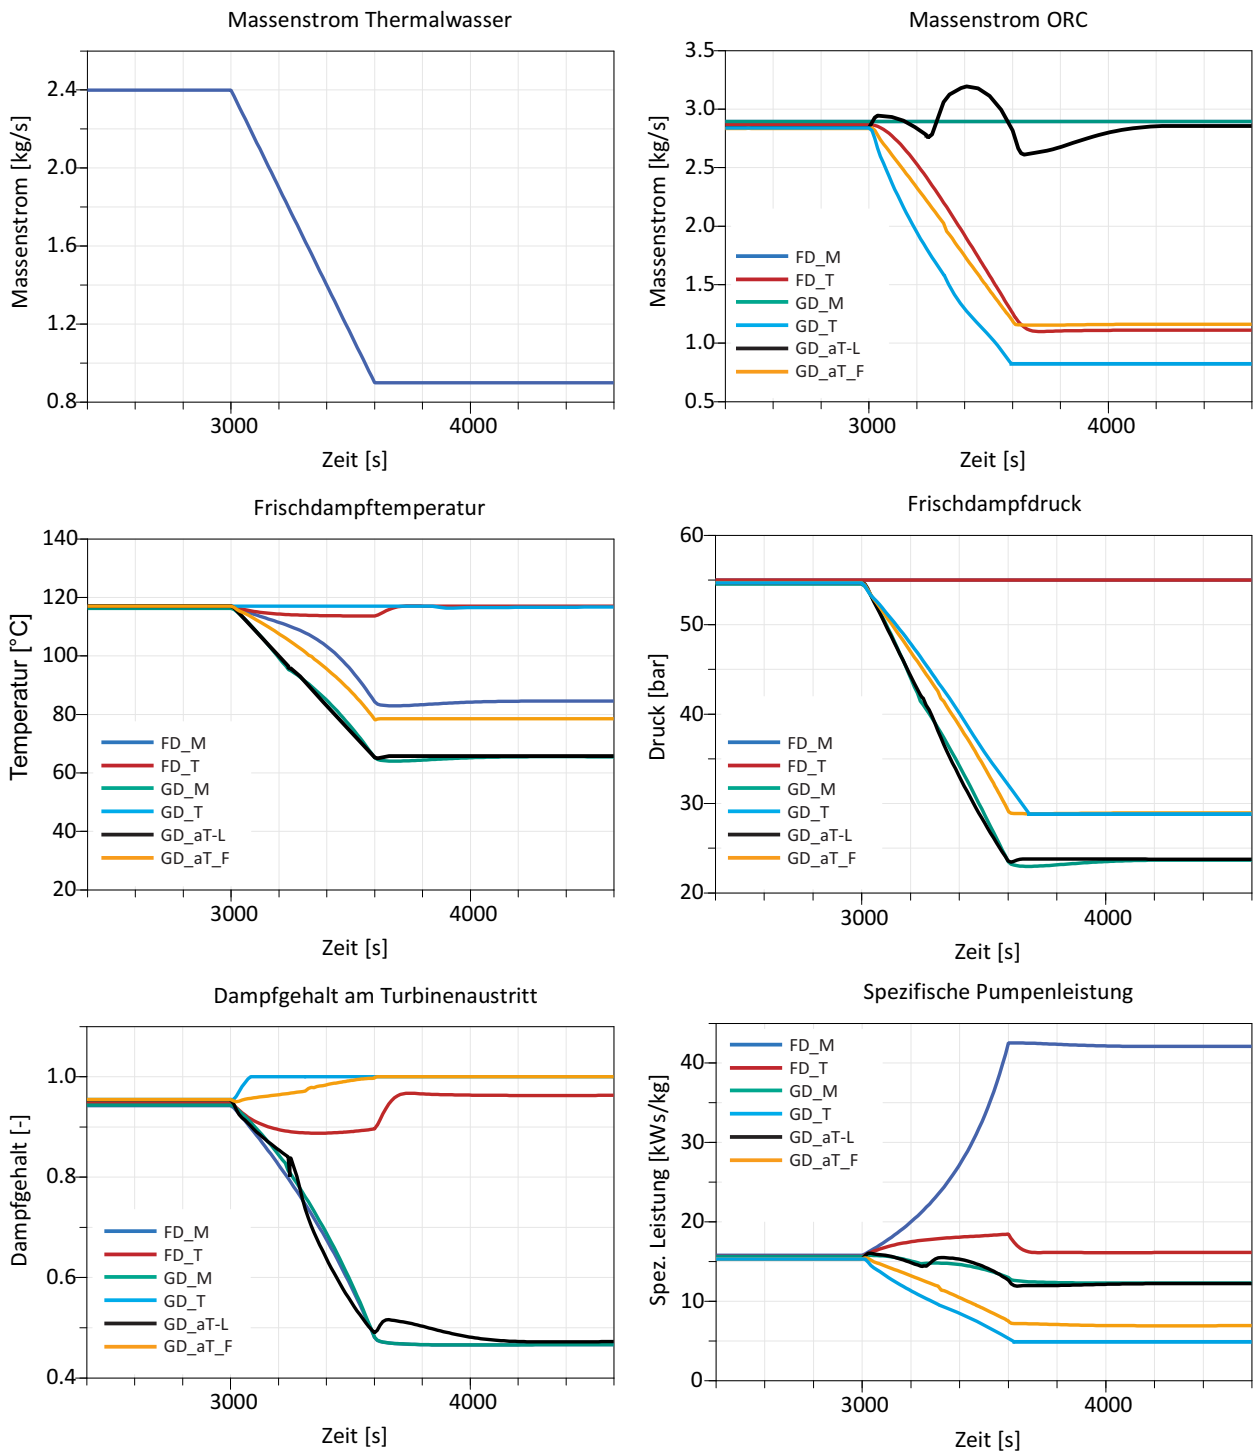 Massenstrom Thermalwasser
Massenstrom [kg/s]
2.4
2.0
1.6
1.2
0.8
3000
4000
Zeit [s]
Massenstrom ORC
Massenstrom [kg/s]
3.5
3.0
2.5
2.0
1.5
1.0
0.5
FD_M
FD_T
GD_M
GD_T
GD_aT-L
GD_aT_F
3000
4000
Zeit [s]
Frischdampftemperatur
Temperatur [°C]
140
120
100
80
60
40
20
FD_M
FD_T
GD_M
GD_T
GD_aT-L
GD_aT_F
3000
4000
Zeit [s]
Frischdampfdruck
Druck [bar]
60
50
40
30
20
FD_M
FD_T
GD_M
GD_T
GD_aT-L
GD_aT_F
3000
4000
Zeit [s]
Dampfgehalt am Turbinenaustritt
Dampfgehalt [-]
1.0
0.8
0.6
0.4
FD_M
FD_T
GD_M
GD_T
GD_aT-L
GD_aT_F
3000
4000
Zeit [s]
Spezifische Pumpenleistung
Spez. Leistung [kWs/kg]
40
30
20
10
0
FD_M
FD_T
GD_M
GD_T
GD_aT-L
GD_aT_F
3000
4000
Zeit [s]